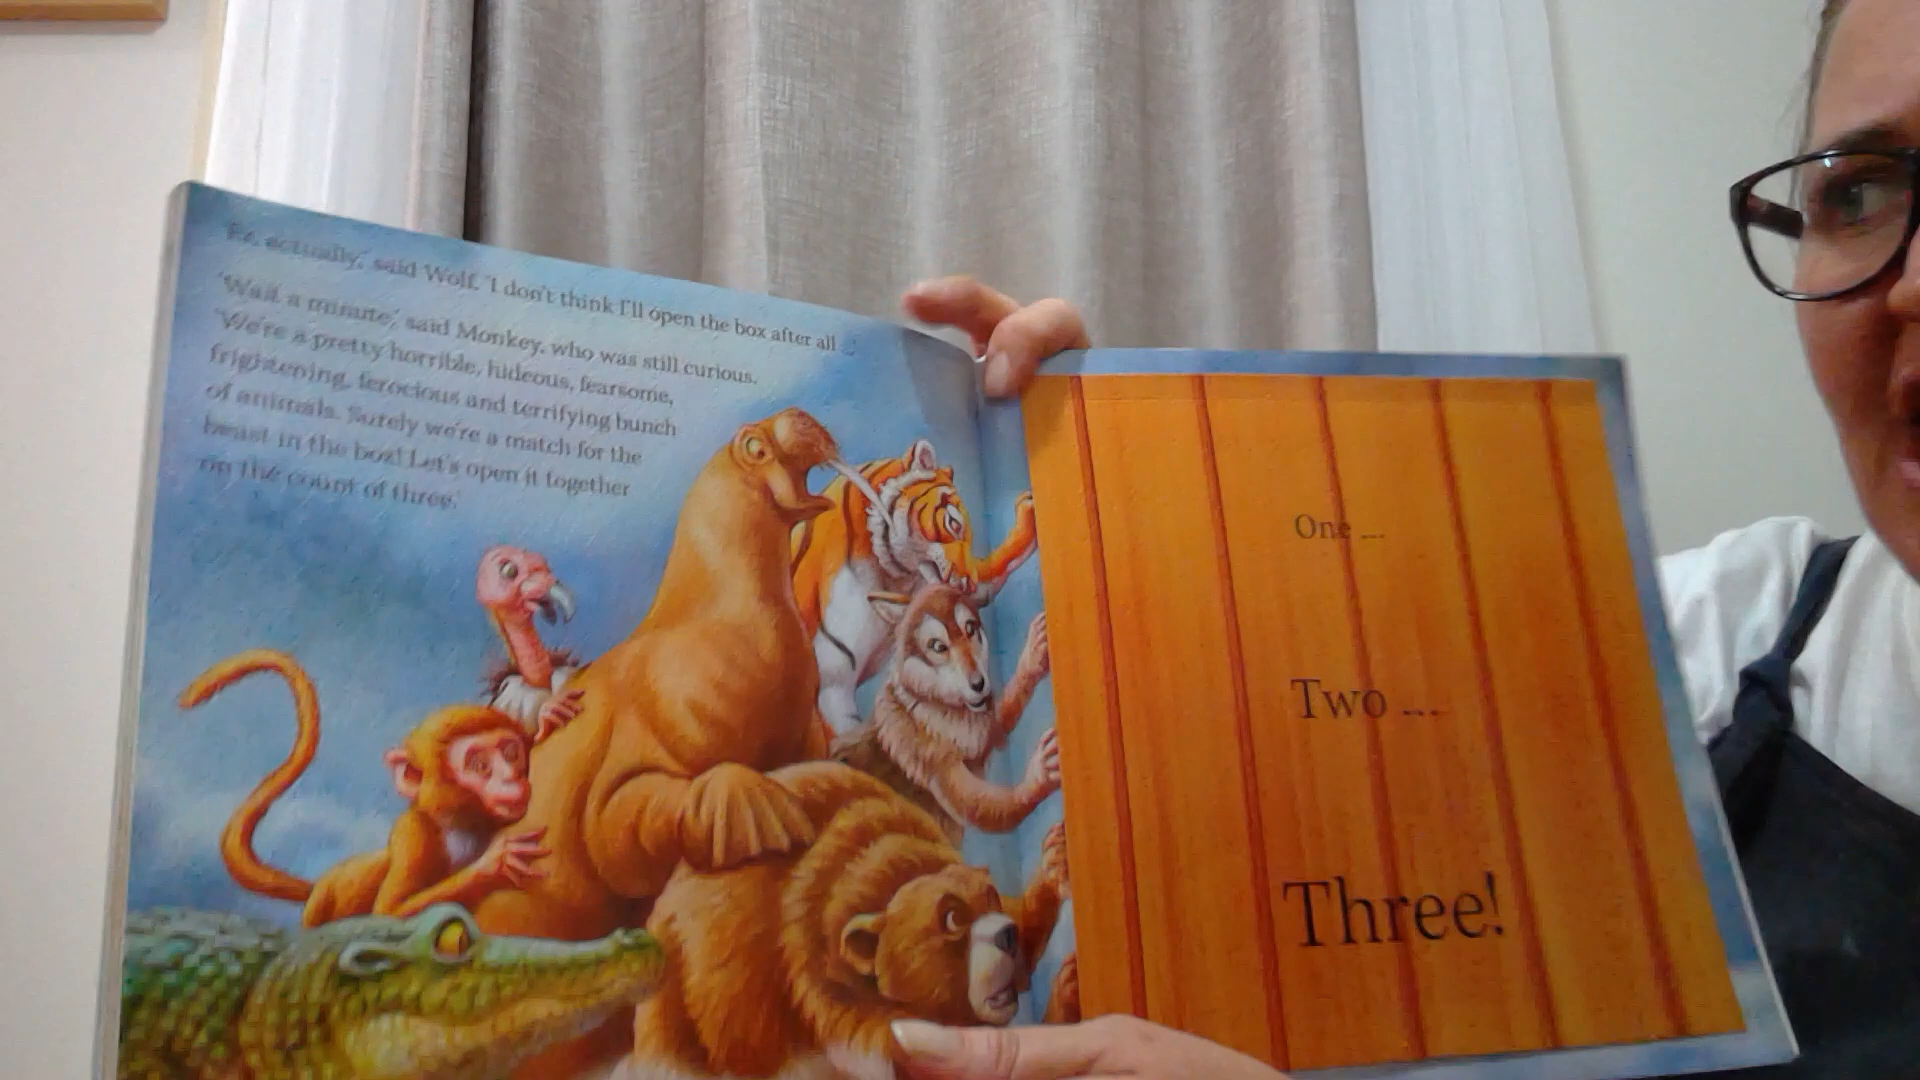 'Er, actually,' said Wolf. 'I don't think I'll open the box after all ...'
'Wait a minute,' said Monkey, who was still curious.
'We're a pretty horrible, hideous, fearsome,
frightening, ferocious and terrifying bunch
of animals. Surely we're a match for the
beast in the box! Let's open it together
on the count of three.'
One ...
Two ...
Three!